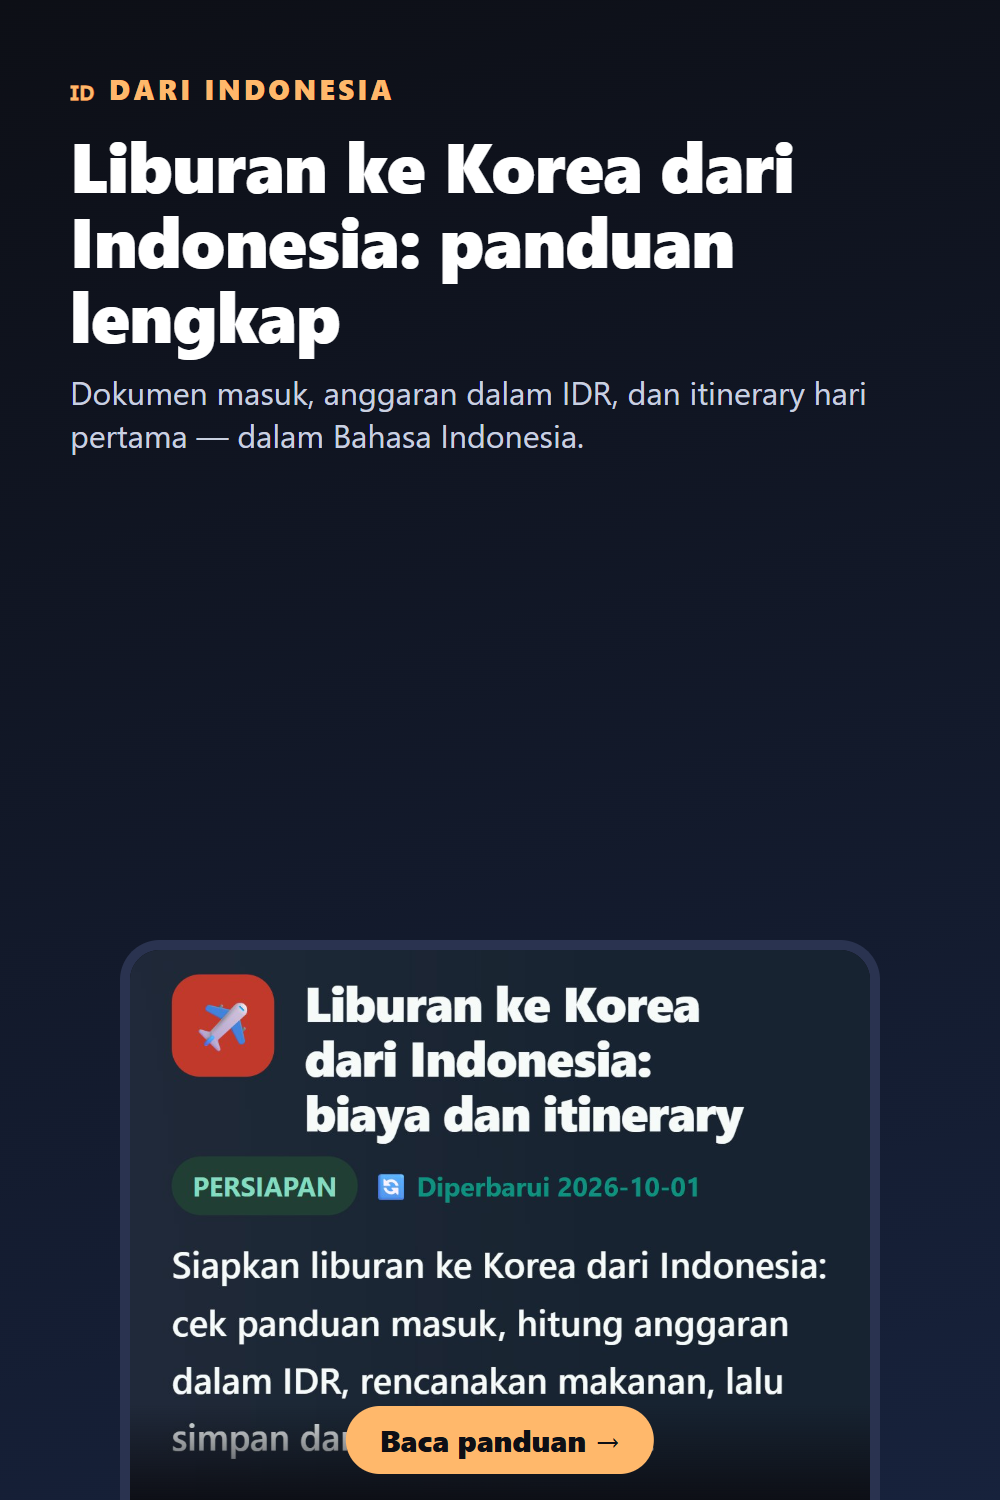 ID DARI INDONESIA
Liburan ke Korea dari
Indonesia: panduan
lengkap
Dokumen masuk, anggaran dalam IDR, dan itinerary hari
pertama — dalam Bahasa Indonesia.
Liburan ke Korea
dari Indonesia:
biaya dan itinerary
PERSIAPAN
Diperbarui 2026-10-01
Siapkan liburan ke Korea dari Indonesia:
cek panduan masuk, hitung anggaran
dalam IDR, rencanakan makanan, lalu
simpan
Baca panduan →